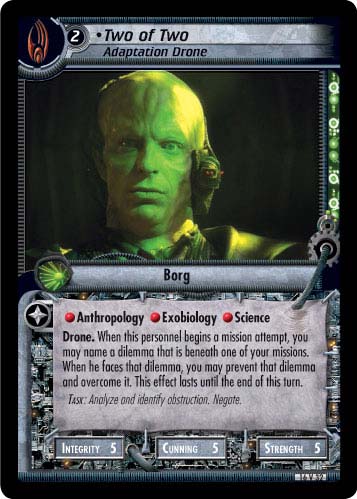 2 •Two of Two
Adaptation Drone
Borg
Anthropology Exobiology Science
Drone. When this personnel begins a mission attempt, you
may name a dilemma that is beneath one of your missions.
When he faces that dilemma, you may prevent that dilemma
and overcome it. This effect lasts until the end of this turn.
Task: Analyze and identify obstruction. Negate.
Integrity 5 Cunning 5 Strength 5
14 V 52